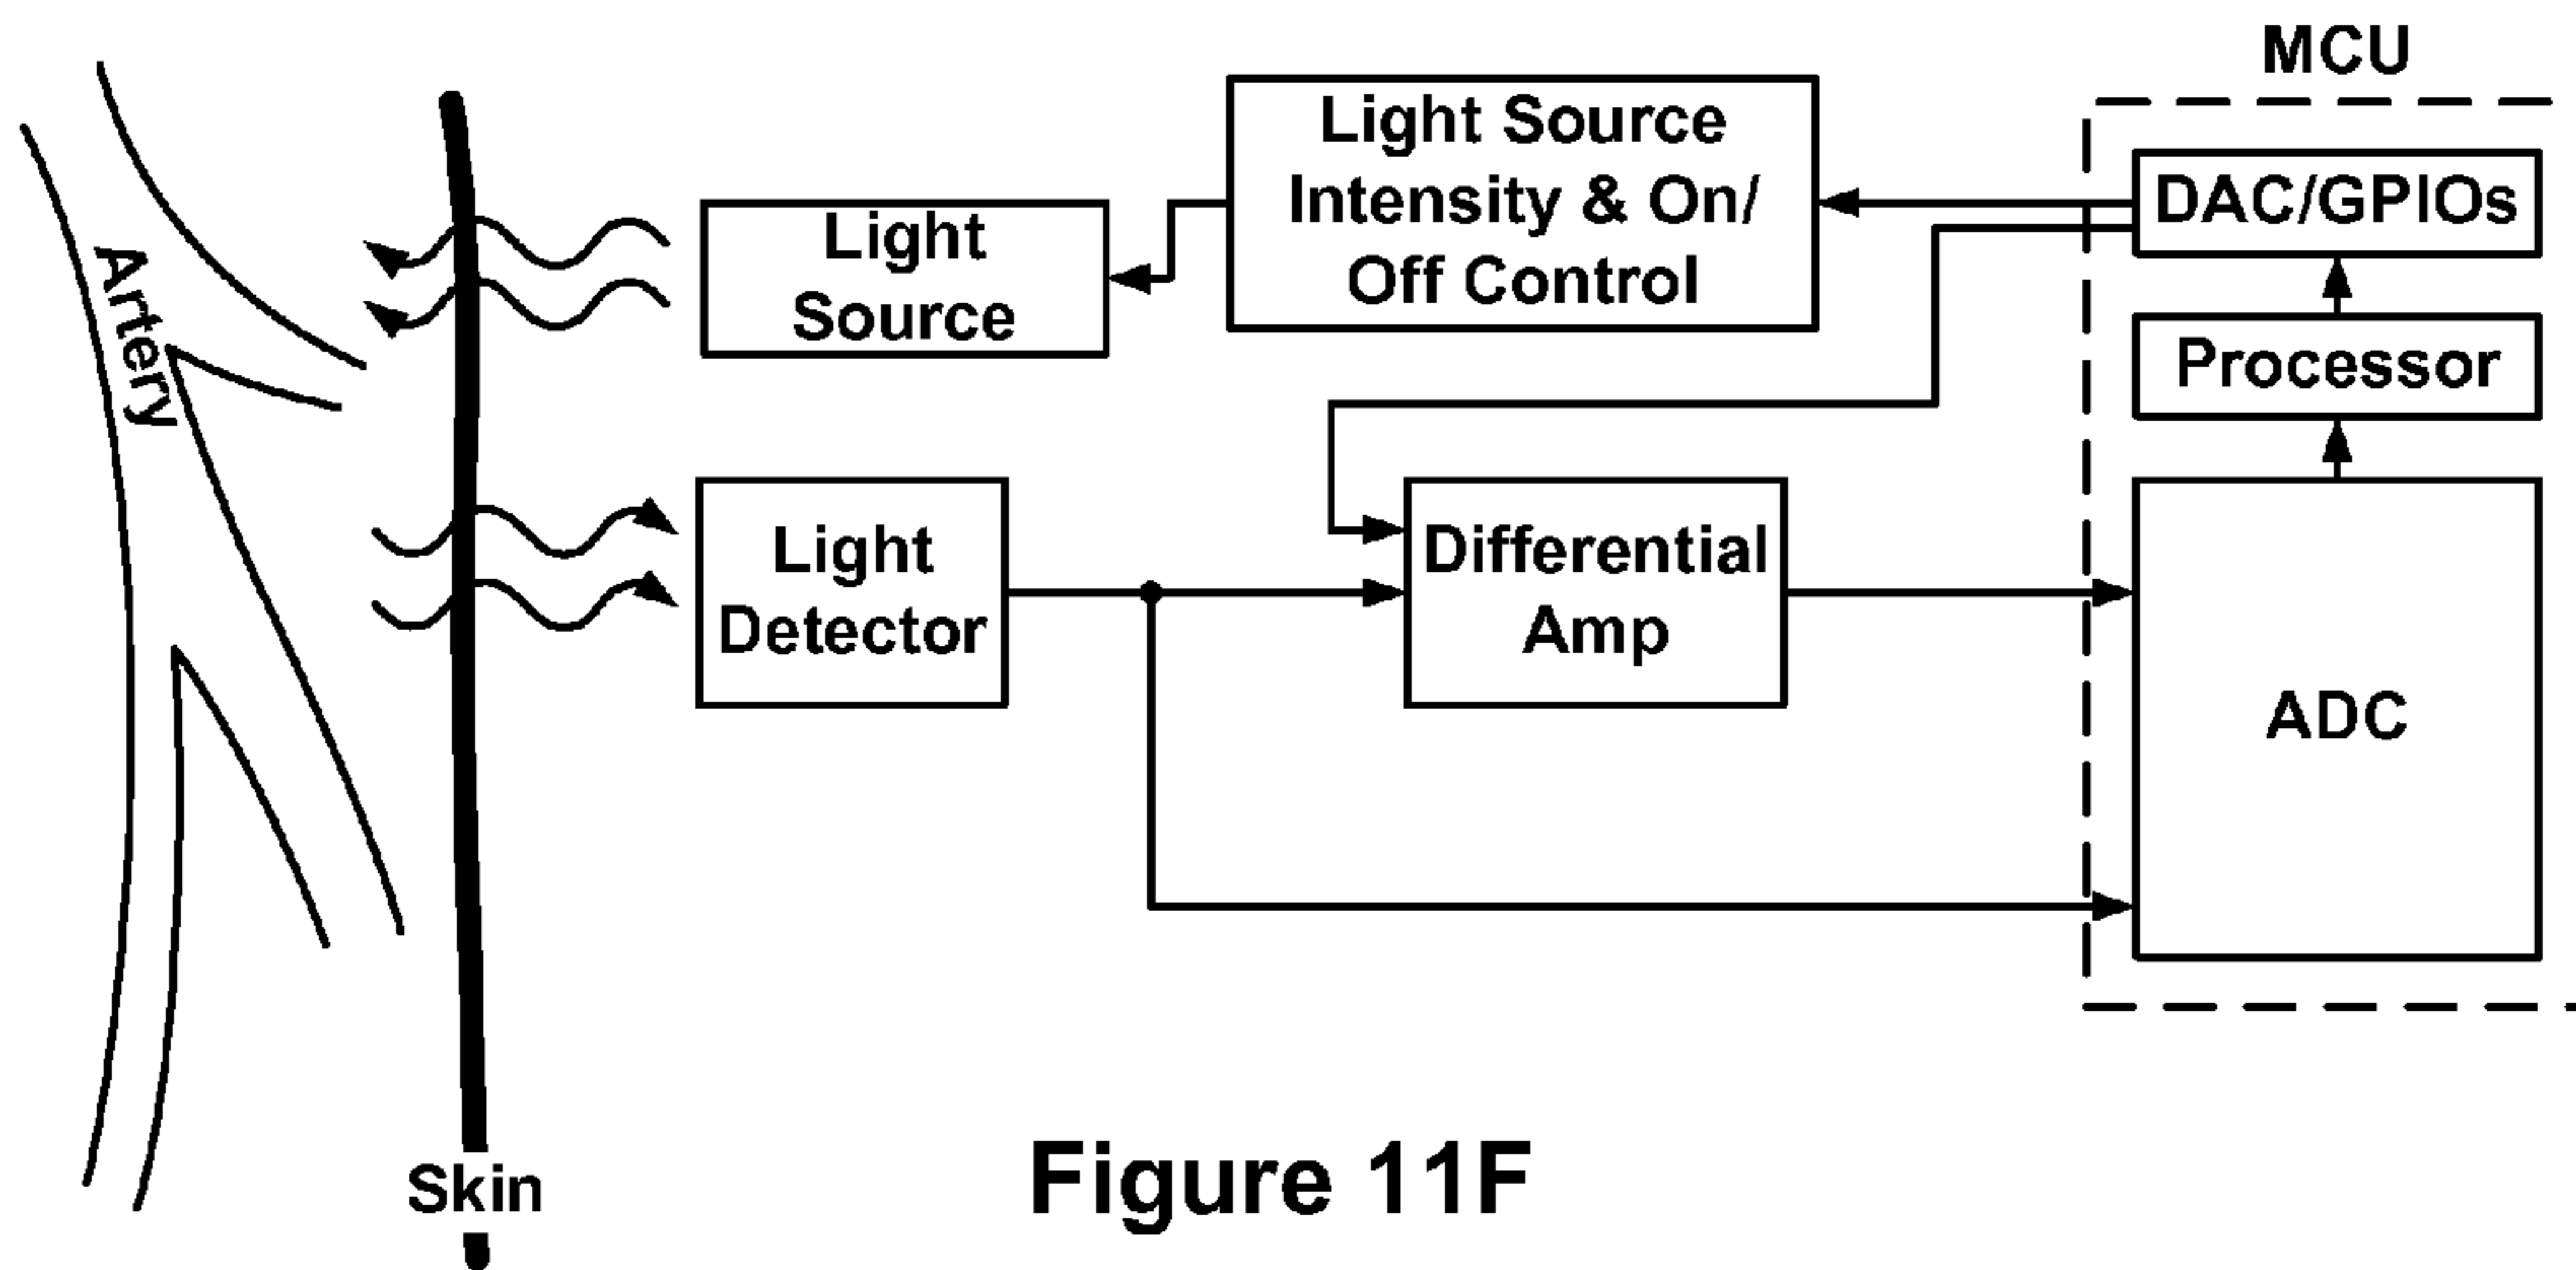 MCU
Light Source
Intensity & On/
Off Control
DAC/GPIOs
Light
Source
Processor
Artery
Light
Detector
Differential
Amp
ADC
Skin
Figure 11F